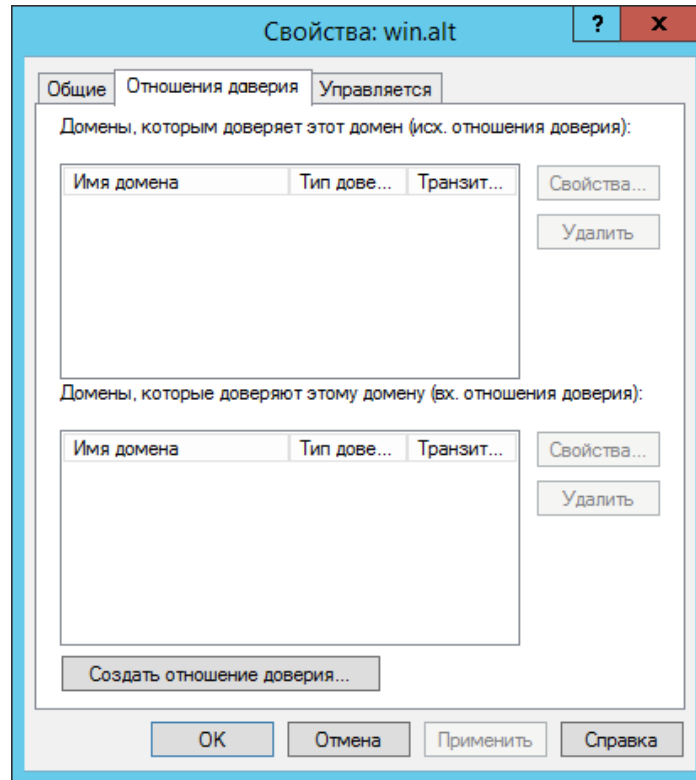 Свойства: win.alt
? x
Общие Отношения доверия Управляется
Домены, которым доверяет этот домен (исх. отношения доверия):
Имя домена Тип дове... Транзит... Свойства...
Удалить
Домены, которые доверяют этому домену (вх. отношения доверия):
Имя домена Тип дове... Транзит... Свойства...
Удалить
Создать отношение доверия...
OK Отмена Применить Справка